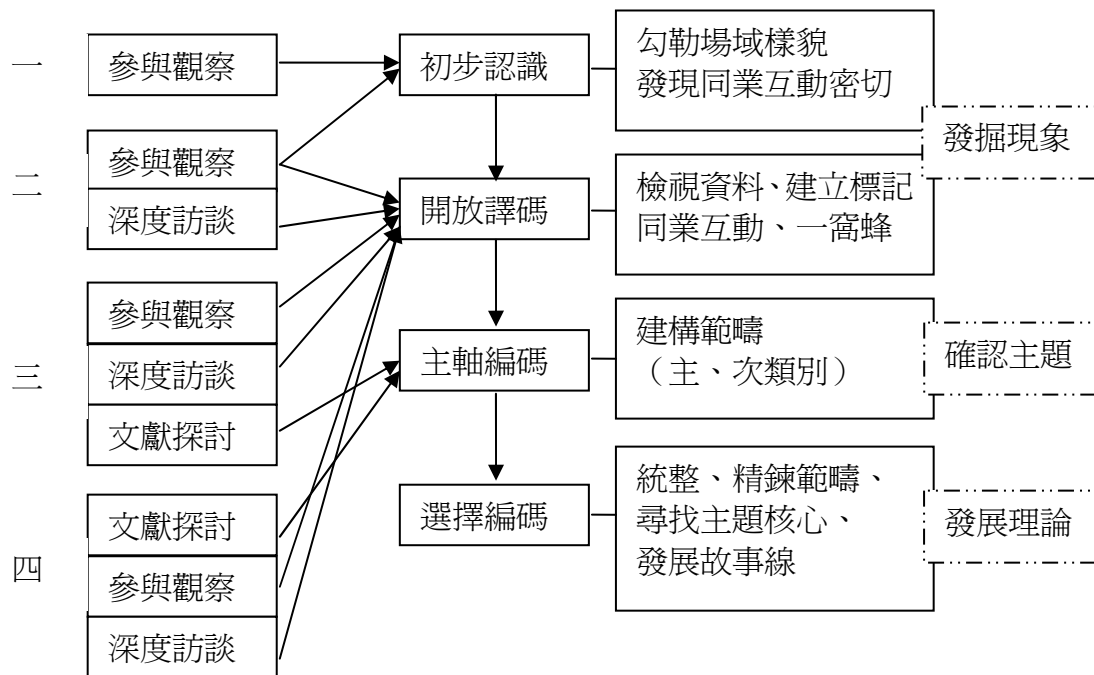 一
參與觀察
初步認識
勾勒場域樣貌
發現同業互動密切
發掘現象
二
參與觀察
深度訪談
開放譯碼
檢視資料、建立標記
同業互動、一窩蜂
三
參與觀察
深度訪談
文獻探討
主軸編碼
建構範疇
（主、次類別）
確認主題
四
文獻探討
參與觀察
深度訪談
選擇編碼
統整、精鍊範疇、
尋找主題核心、
發展故事線
發展理論